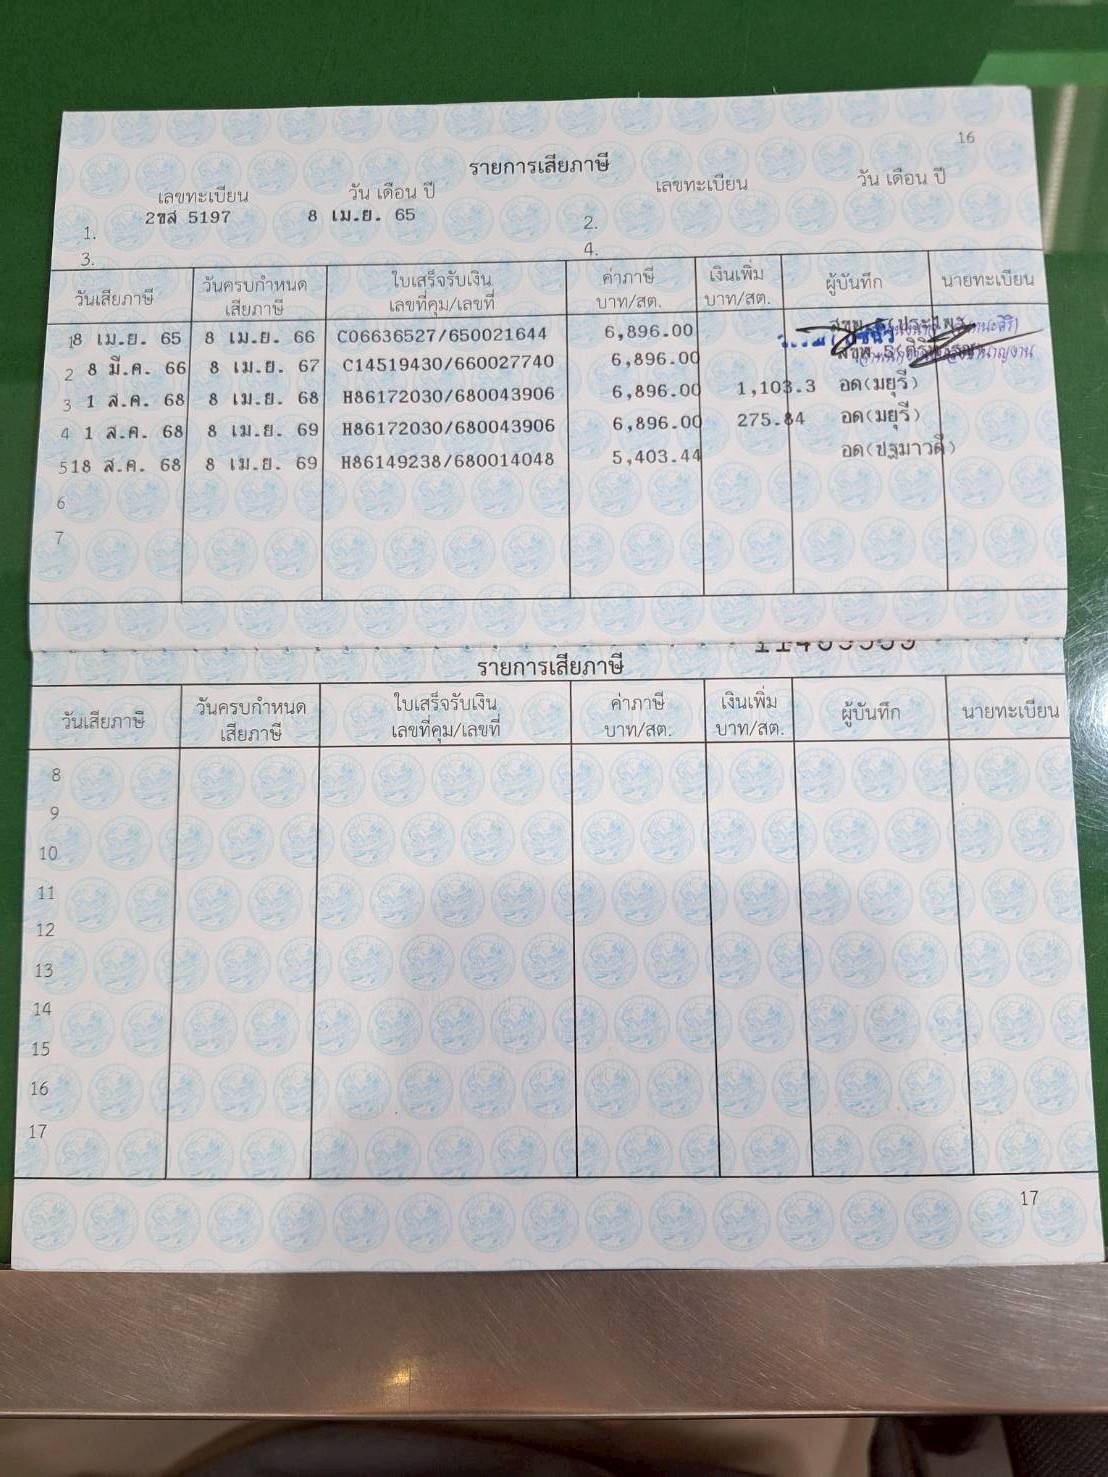 16
รายการเสียภาษี
เลขทะเบียน วัน เดือน ปี เลขทะเบียน วัน เดือน ปี
1. 2ขส 5197 8 เม.ย. 65 2.
3. 4.
วันเสียภาษี วันครบกำหนด เสียภาษี ใบเสร็จรับเงิน เลขที่คุม/เลขที่ ค่าภาษี บาท/สต. เงินเพิ่ม บาท/สต. ผู้บันทึก นายทะเบียน
1 8 เม.ย. 65 8 เม.ย. 66 C06636527/650021644 6,896.00
2 8 มี.ค. 66 8 เม.ย. 67 C14519430/660027740 6,896.00
3 1 ส.ค. 68 8 เม.ย. 68 H86172030/680043906 6,896.00 1,103.3 อด(มยุรี)
4 1 ส.ค. 68 8 เม.ย. 69 H86172030/680043906 6,896.00 275.84 อด(มยุรี)
5 18 ส.ค. 68 8 เม.ย. 69 H86149238/680014048 5,403.44 อด(ปฐมาวดี)
6
7
รายการเสียภาษี
วันเสียภาษี วันครบกำหนด เสียภาษี ใบเสร็จรับเงิน เลขที่คุม/เลขที่ ค่าภาษี บาท/สต. เงินเพิ่ม บาท/สต. ผู้บันทึก นายทะเบียน
8
9
10
11
12
13
14
15
16
17
17